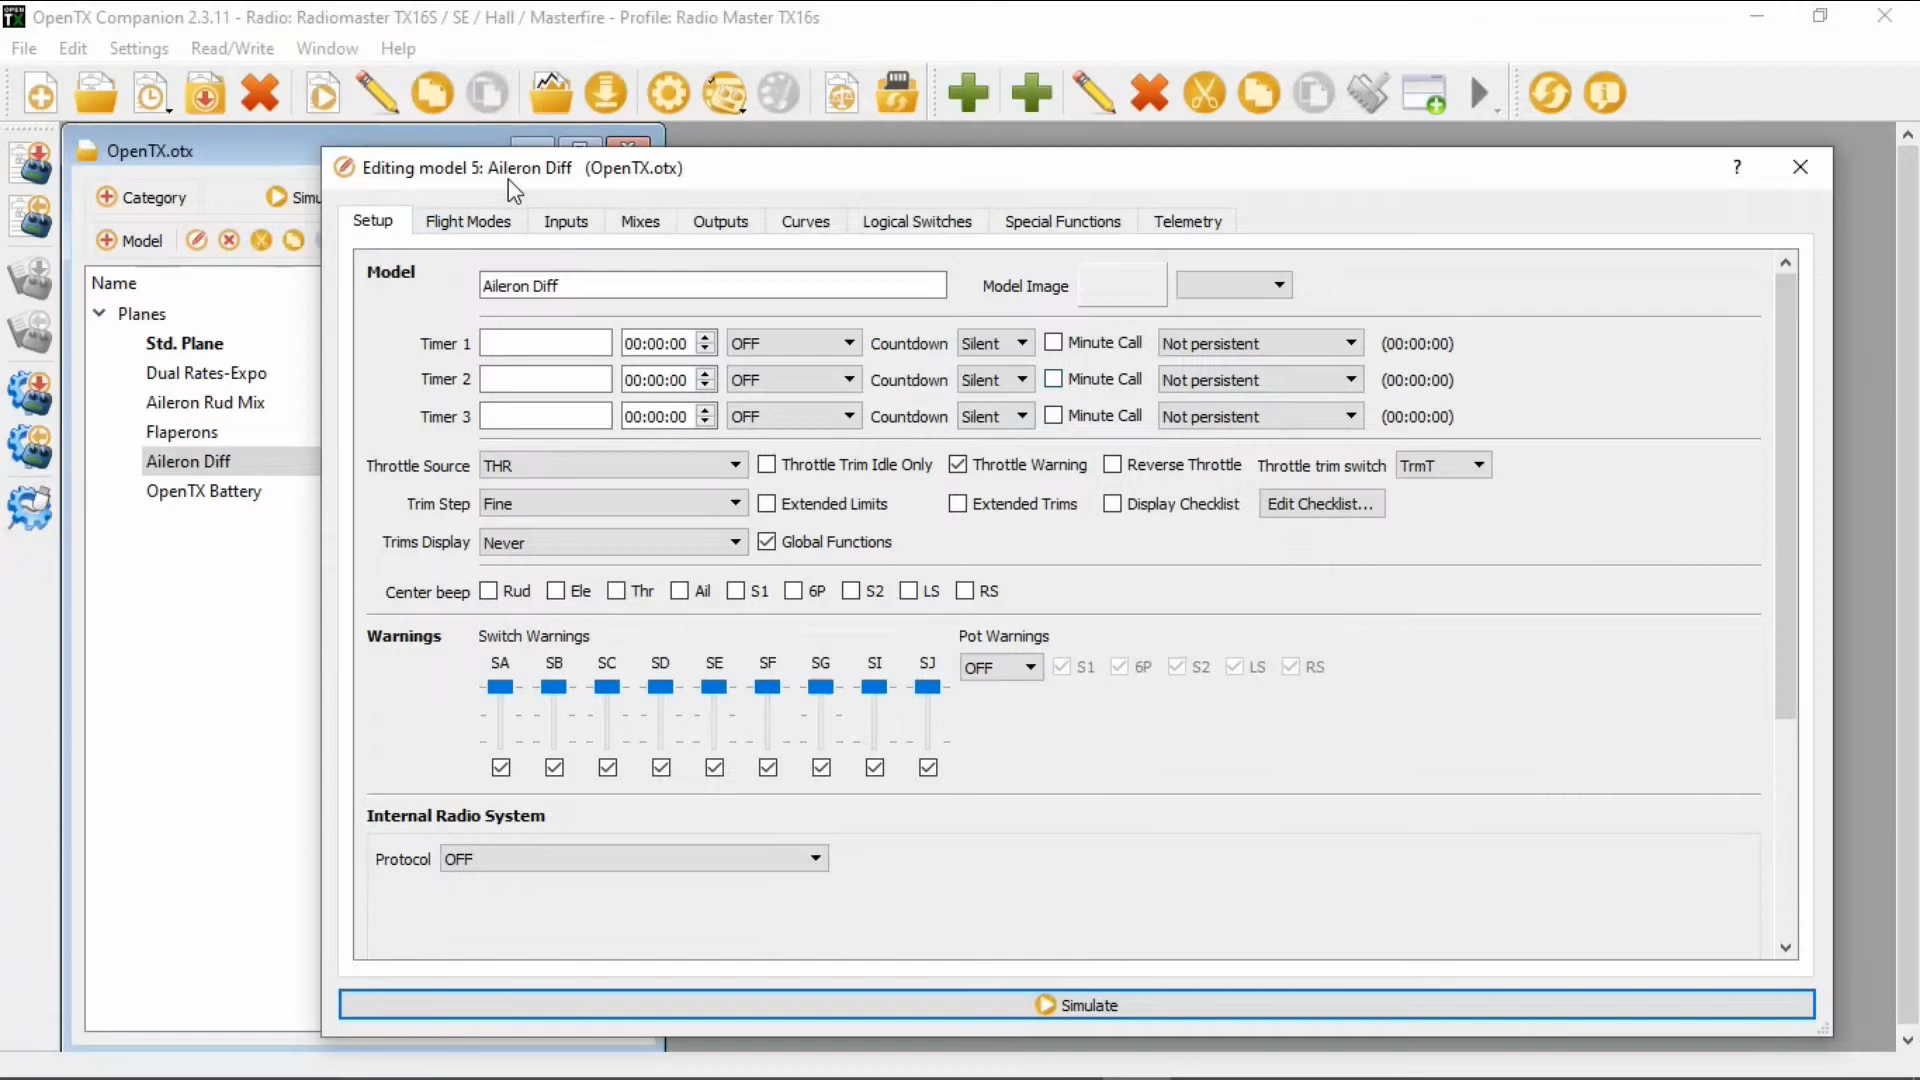 OPEN TX
OpenTX Companion 2.3.11 - Radio: Radiomaster TX16S / SE / Hall / Masterfire - Profile: Radio Master TX16s
File Edit Settings Read/Write Window Help
OpenTX.otx
Category Simu
Model
Name
Planes
Std. Plane
Dual Rates-Expo
Aileron Rud Mix
Flaperons
Aileron Diff
OpenTX Battery
Editing model 5: Aileron Diff (OpenTX.otx) ?
Setup Flight Modes Inputs Mixes Outputs Curves Logical Switches Special Functions Telemetry
Model Aileron Diff Model Image
Timer 1 00:00:00 OFF Countdown Silent Minute Call Not persistent (00:00:00)
Timer 2 00:00:00 OFF Countdown Silent Minute Call Not persistent (00:00:00)
Timer 3 00:00:00 OFF Countdown Silent Minute Call Not persistent (00:00:00)
Throttle Source THR Throttle Trim Idle Only Throttle Warning Reverse Throttle Throttle trim switch TrmT
Trim Step Fine Extended Limits Extended Trims Display Checklist Edit Checklist...
Trims Display Never Global Functions
Center beep Rud Ele Thr Ail S1 6P S2 LS RS
Warnings Switch Warnings Pot Warnings
SA SB SC SD SE SF SG SI SJ
OFF S1 6P S2 LS RS
Internal Radio System
Protocol OFF
Simulate